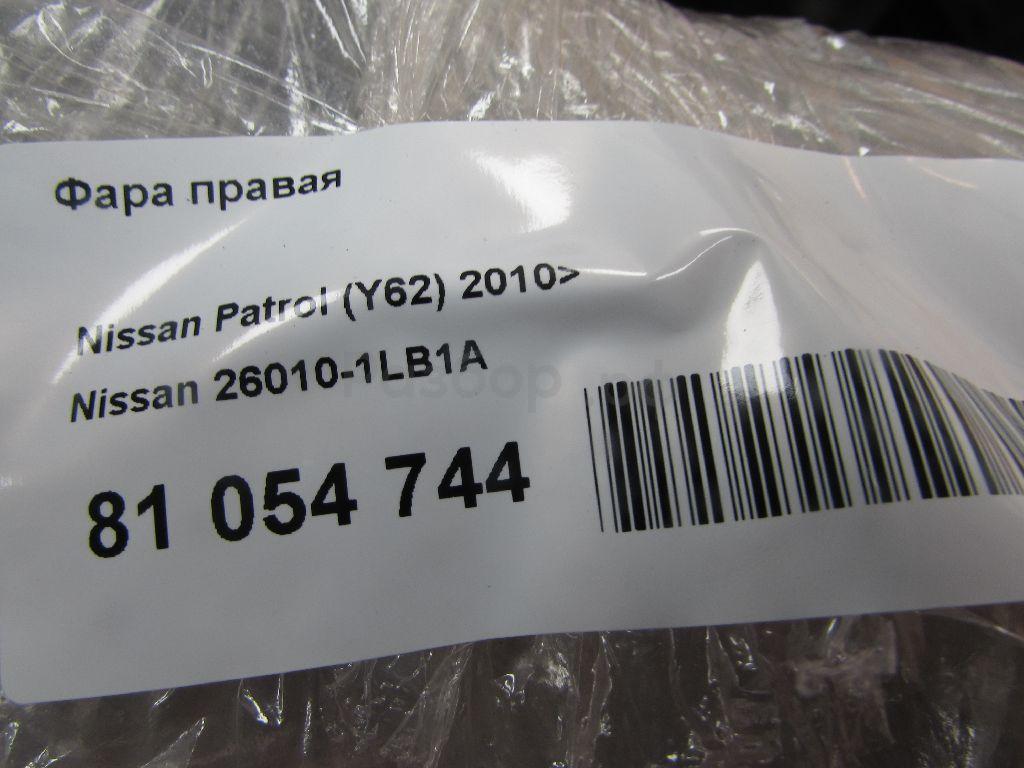 Фара правая
Nissan Patrol (Y62) 2010>
Nissan 26010-1LB1A
81 054 744